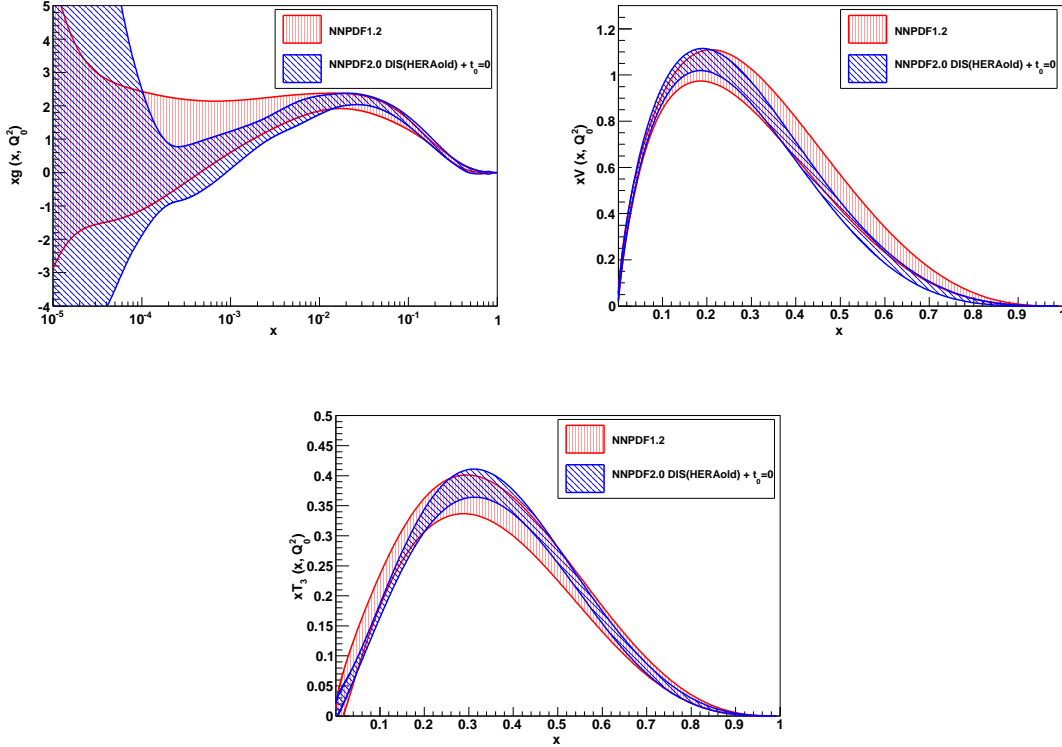 5
4
3
2
1
0
-1
-2
-3
-4
xg (x, Q₀²)
NNPDF1.2
NNPDF2.0 DIS(HERAold) + t₀=0
10⁻⁵ 10⁻⁴ 10⁻³ 10⁻² 10⁻¹ 1
x
1.2
1
0.8
0.6
0.4
0.2
0
xV (x, Q₀²)
NNPDF1.2
NNPDF2.0 DIS(HERAold) + t₀=0
0.1 0.2 0.3 0.4 0.5 0.6 0.7 0.8 0.9 1
x
0.5
0.45
0.4
0.35
0.3
0.25
0.2
0.15
0.1
0.05
0
xT₃ (x, Q₀²)
NNPDF1.2
NNPDF2.0 DIS(HERAold) + t₀=0
0.1 0.2 0.3 0.4 0.5 0.6 0.7 0.8 0.9 1
x